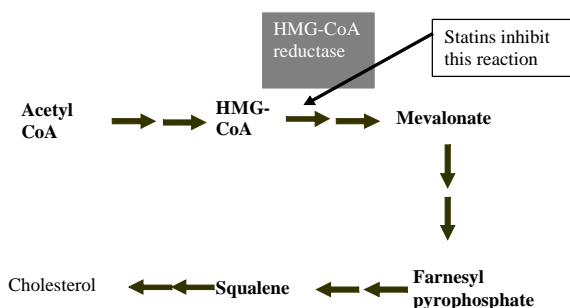 HMG-CoA
reductase
Statins inhibit
this reaction
Acetyl
CoA
HMG-
CoA
Mevalonate
Cholesterol
Squalene
Farnesyl
pyrophosphate